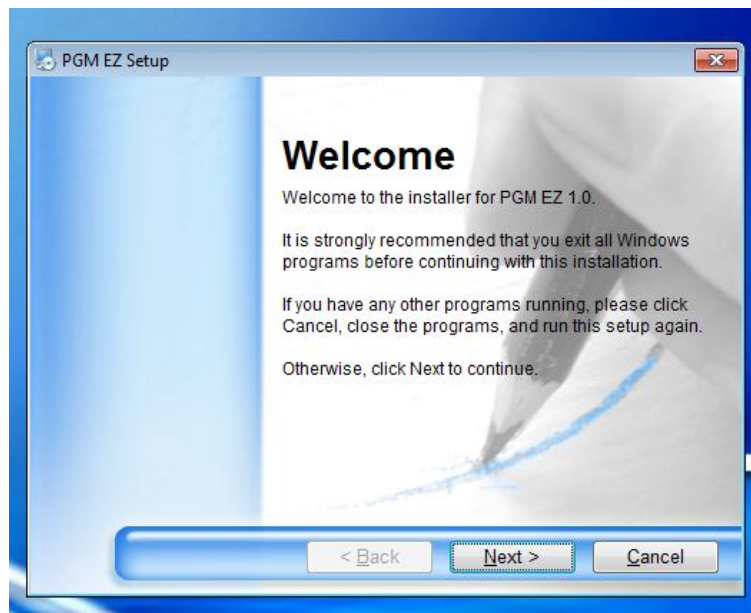 PGM EZ Setup
Welcome
Welcome to the installer for PGM EZ 1.0.
It is strongly recommended that you exit all Windows
programs before continuing with this installation.
If you have any other programs running, please click
Cancel, close the programs, and run this setup again.
Otherwise, click Next to continue.
< Back Next > Cancel